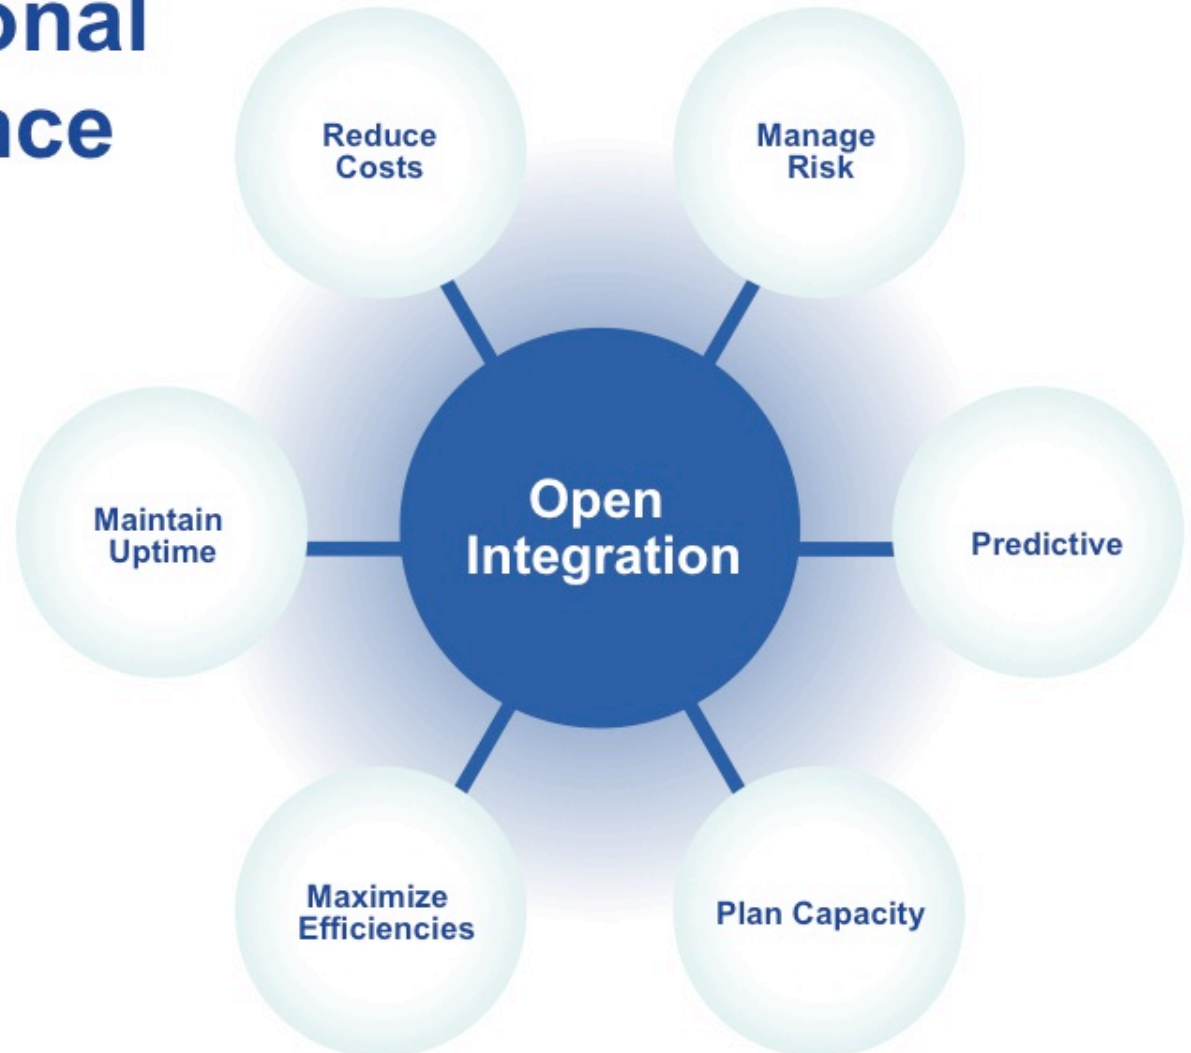 onal
nce
Reduce
Costs
Manage
Risk
Maintain
Uptime
Open
Integration
Predictive
Maximize
Efficiencies
Plan Capacity